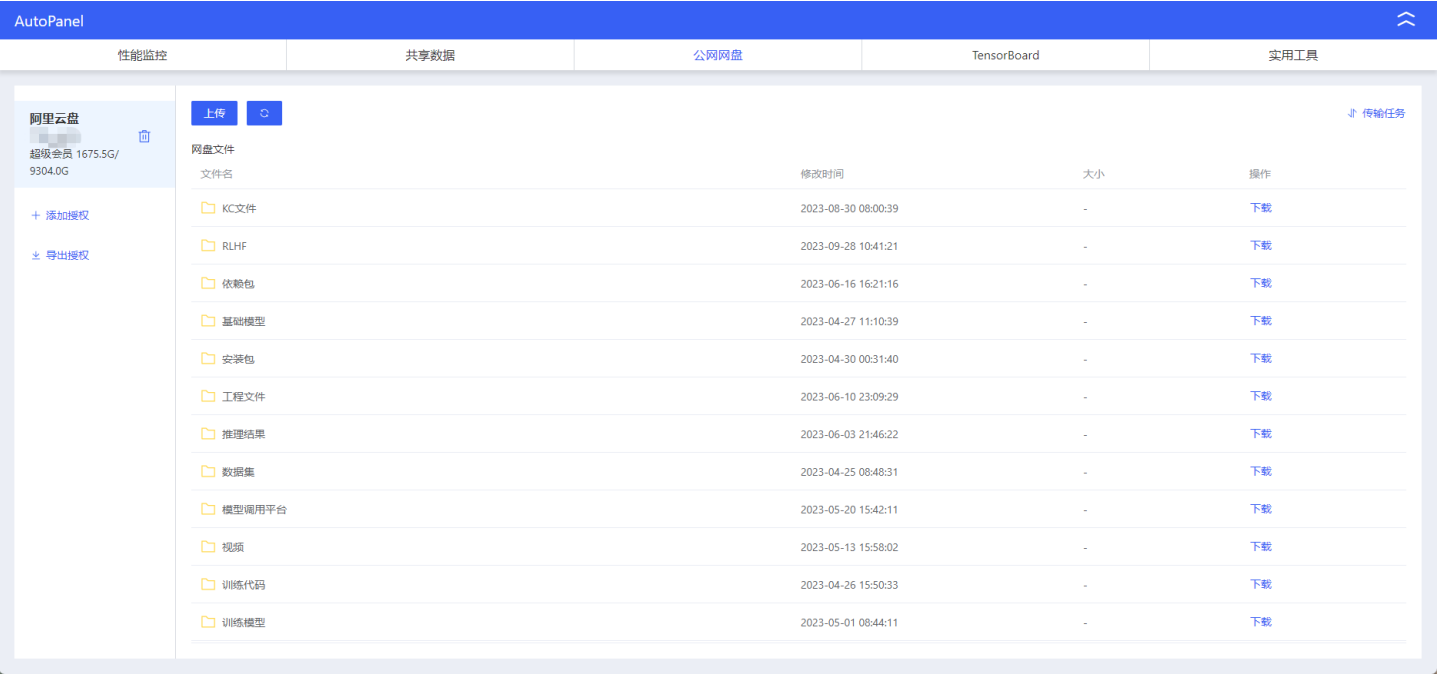 AutoPanel
性能监控 共享数据 公网网盘 TensorBoard 实用工具
阿里云盘
超级会员 1675.5G/
9304.0G
添加授权
导出授权
上传 传输任务
网盘文件
文件名 修改时间 大小 操作
KC文件 2023-08-30 08:00:39 - 下载
RLHF 2023-09-28 10:41:21 - 下载
依赖包 2023-06-16 16:21:16 - 下载
基础模型 2023-04-27 11:10:39 - 下载
安装包 2023-04-30 00:31:40 - 下载
工程文件 2023-06-10 23:09:29 - 下载
推理结果 2023-06-03 21:46:22 - 下载
数据集 2023-04-25 08:48:31 - 下载
模型调用平台 2023-05-20 15:42:11 - 下载
视频 2023-05-13 15:58:02 - 下载
训练代码 2023-04-26 15:50:33 - 下载
训练模型 2023-05-01 08:44:11 - 下载